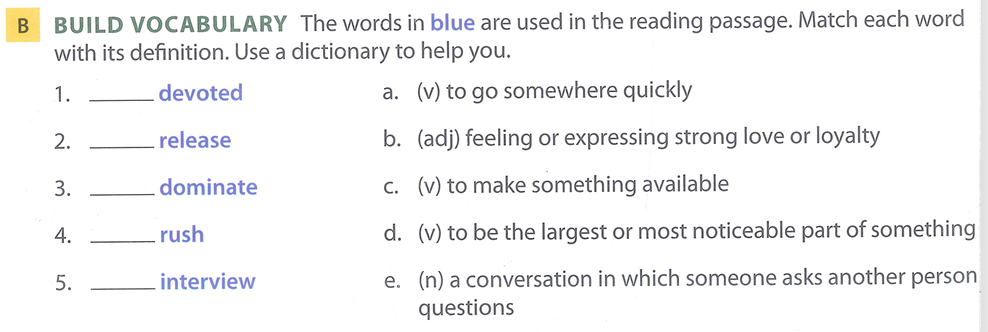 B BUILD VOCABULARY The words in blue are used in the reading passage. Match each word
with its definition. Use a dictionary to help you.
1. ______ devoted a. (v) to go somewhere quickly
2. ______ release b. (adj) feeling or expressing strong love or loyalty
3. ______ dominate c. (v) to make something available
4. ______ rush d. (v) to be the largest or most noticeable part of something
5. ______ interview e. (n) a conversation in which someone asks another person
questions